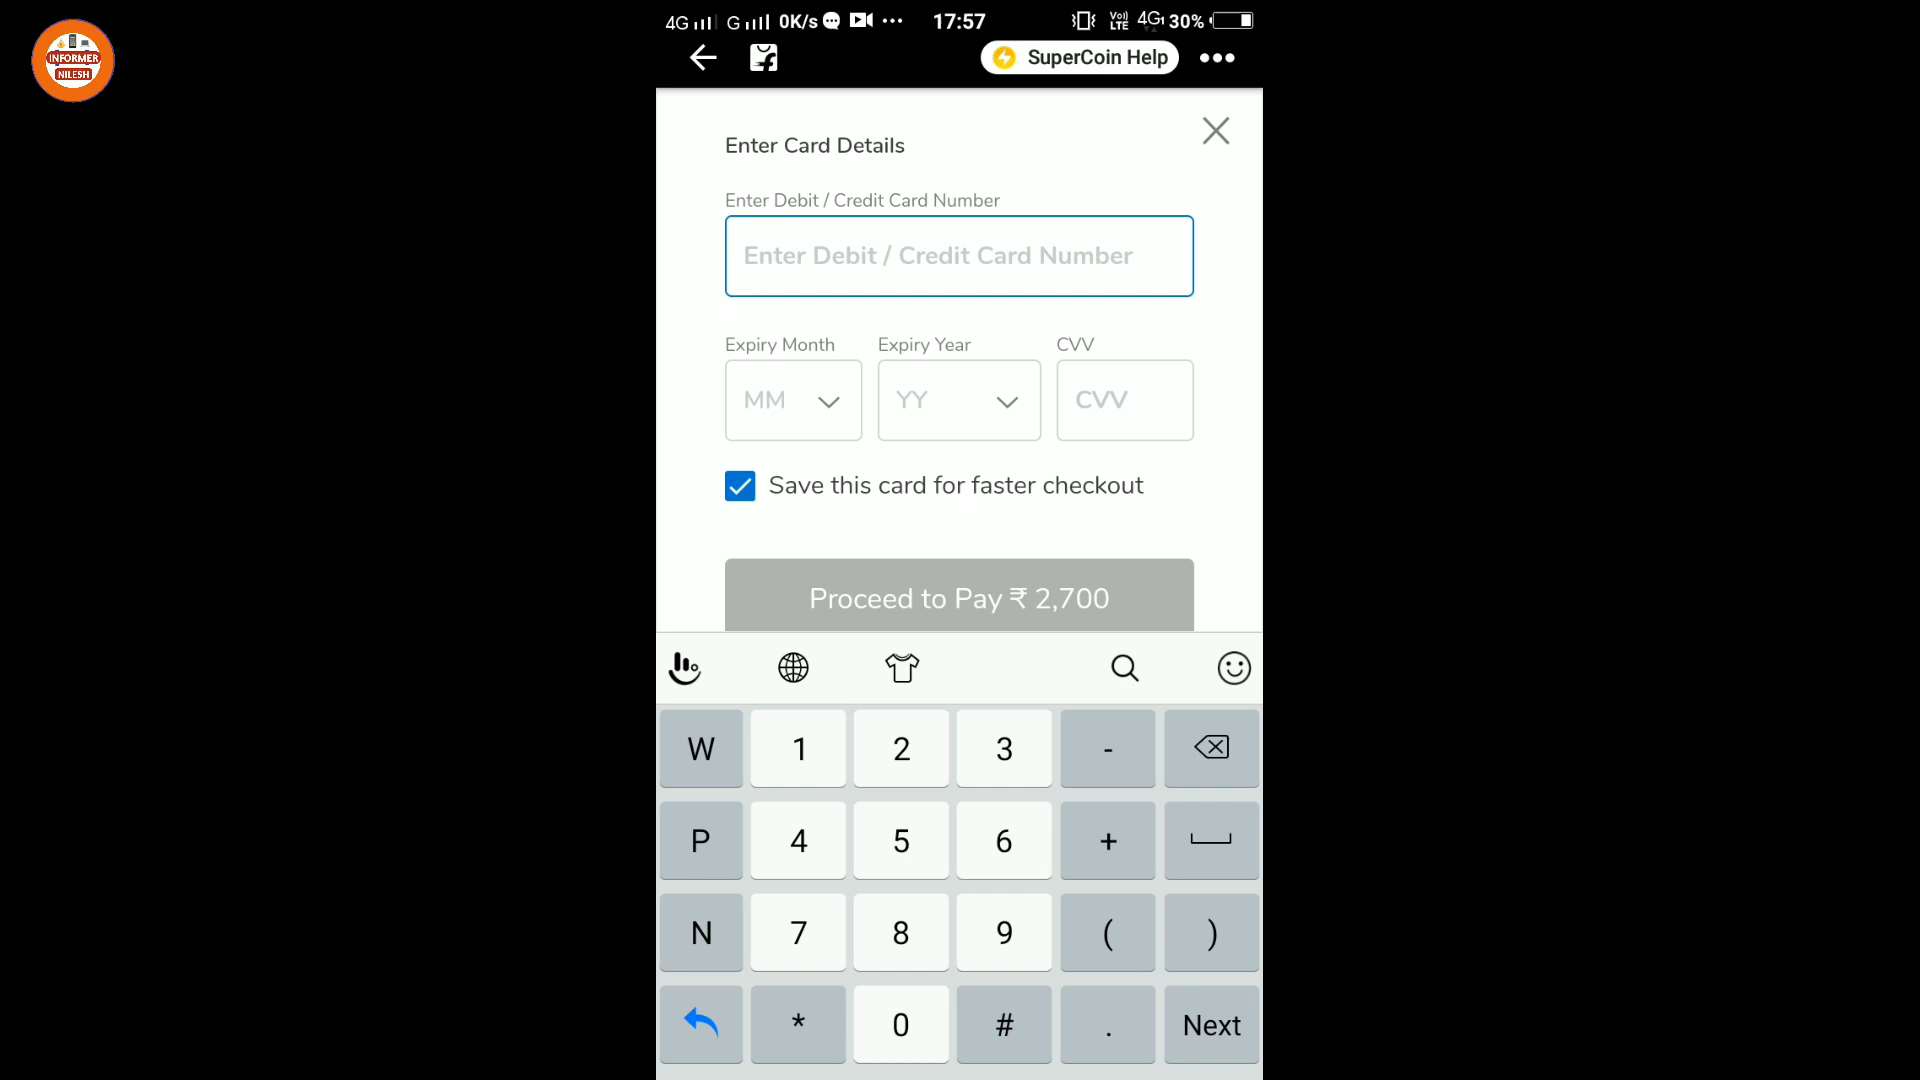 4G G 0K/s 17:57 VoLTE 4G 30%
INFORMER
NILESH
SuperCoin Help
Enter Card Details
Enter Debit / Credit Card Number
Enter Debit / Credit Card Number
Expiry Month Expiry Year CVV
MM YY CVV
Save this card for faster checkout
Proceed to Pay ₹ 2,700
W 1 2 3 -
P 4 5 6 +
N 7 8 9 ( )
* 0 # . Next